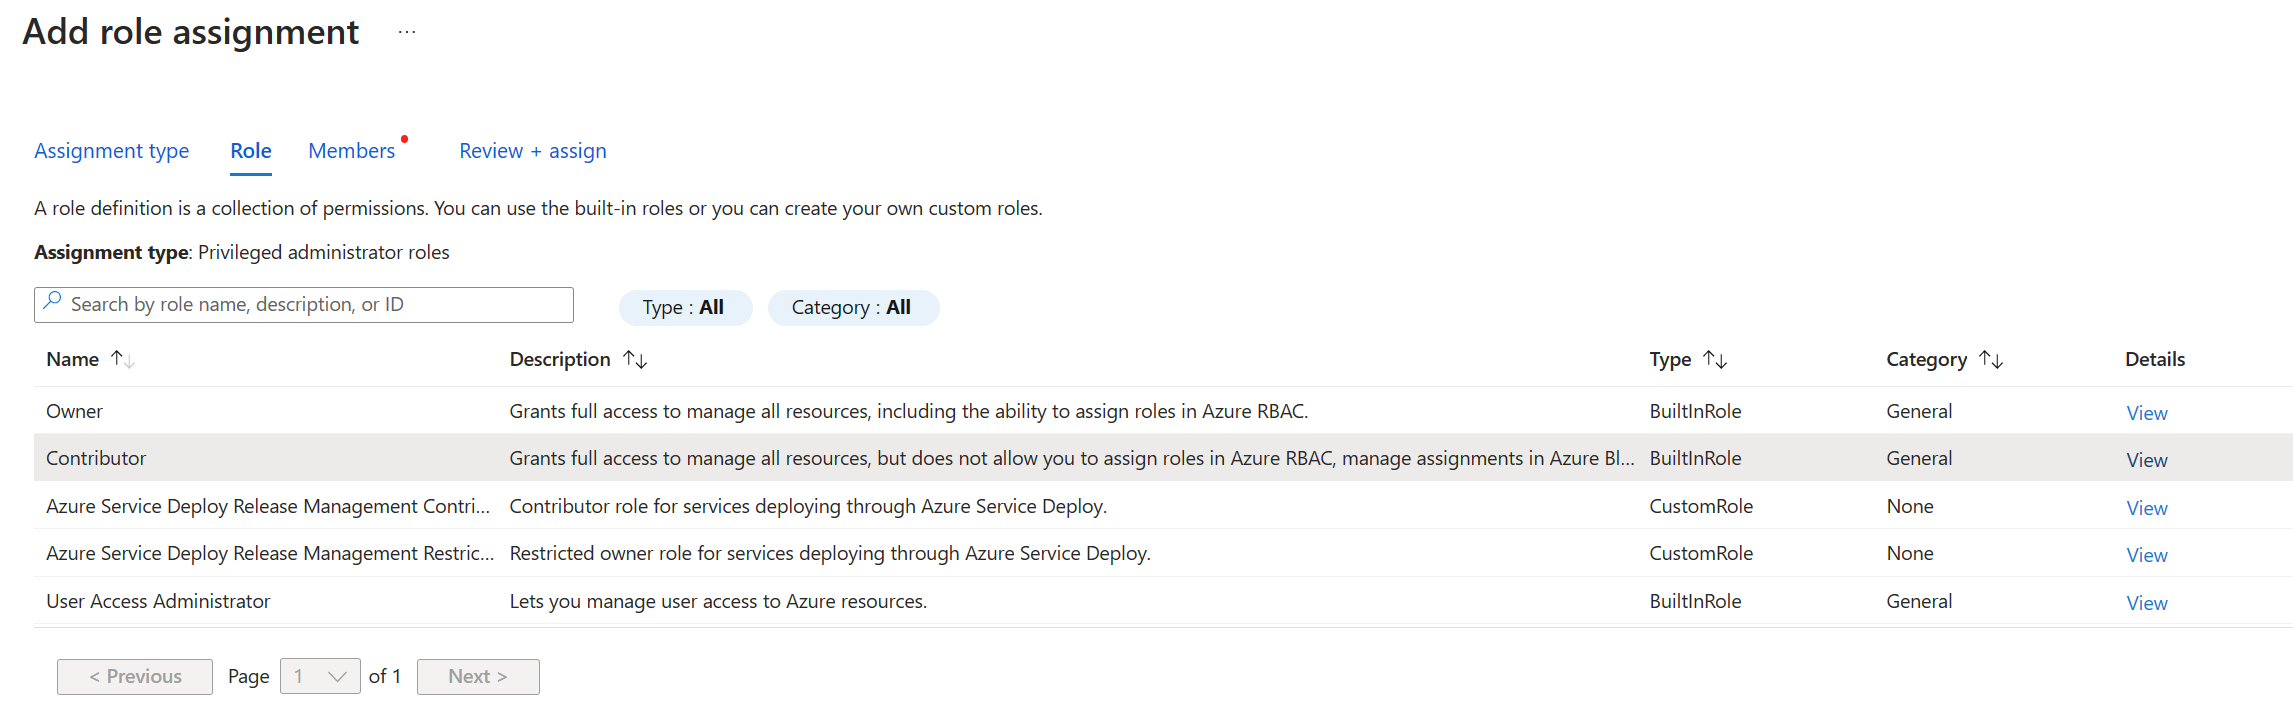 Add role assignment ...
Assignment type Role Members Review + assign
A role definition is a collection of permissions. You can use the built-in roles or you can create your own custom roles.
Assignment type: Privileged administrator roles
Search by role name, description, or ID Type : All Category : All
Name ↑↓ Description ↑↓ Type ↑↓ Category ↑↓ Details
Owner Grants full access to manage all resources, including the ability to assign roles in Azure RBAC. BuiltInRole General View
Contributor Grants full access to manage all resources, but does not allow you to assign roles in Azure RBAC, manage assignments in Azure Bl... BuiltInRole General View
Azure Service Deploy Release Management Contri... Contributor role for services deploying through Azure Service Deploy. CustomRole None View
Azure Service Deploy Release Management Restric... Restricted owner role for services deploying through Azure Service Deploy. CustomRole None View
User Access Administrator Lets you manage user access to Azure resources. BuiltInRole General View
< Previous Page 1 of 1 Next >